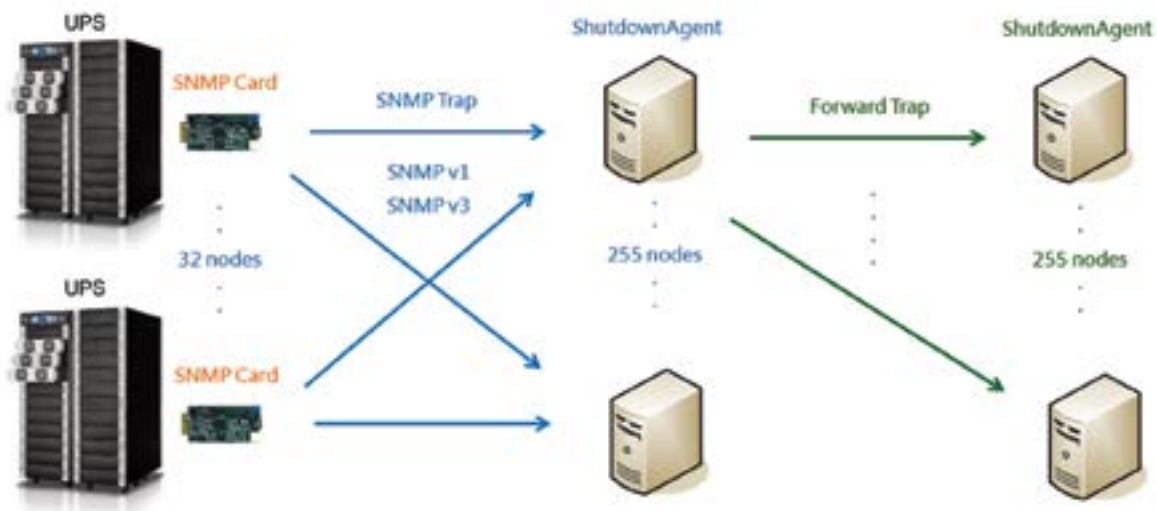 UPS
ShutdownAgent
ShutdownAgent
SNMP Card
SNMP Trap
Forward Trap
SNMP v1
SNMP v3
32 nodes
255 nodes
255 nodes
UPS
SNMP Card